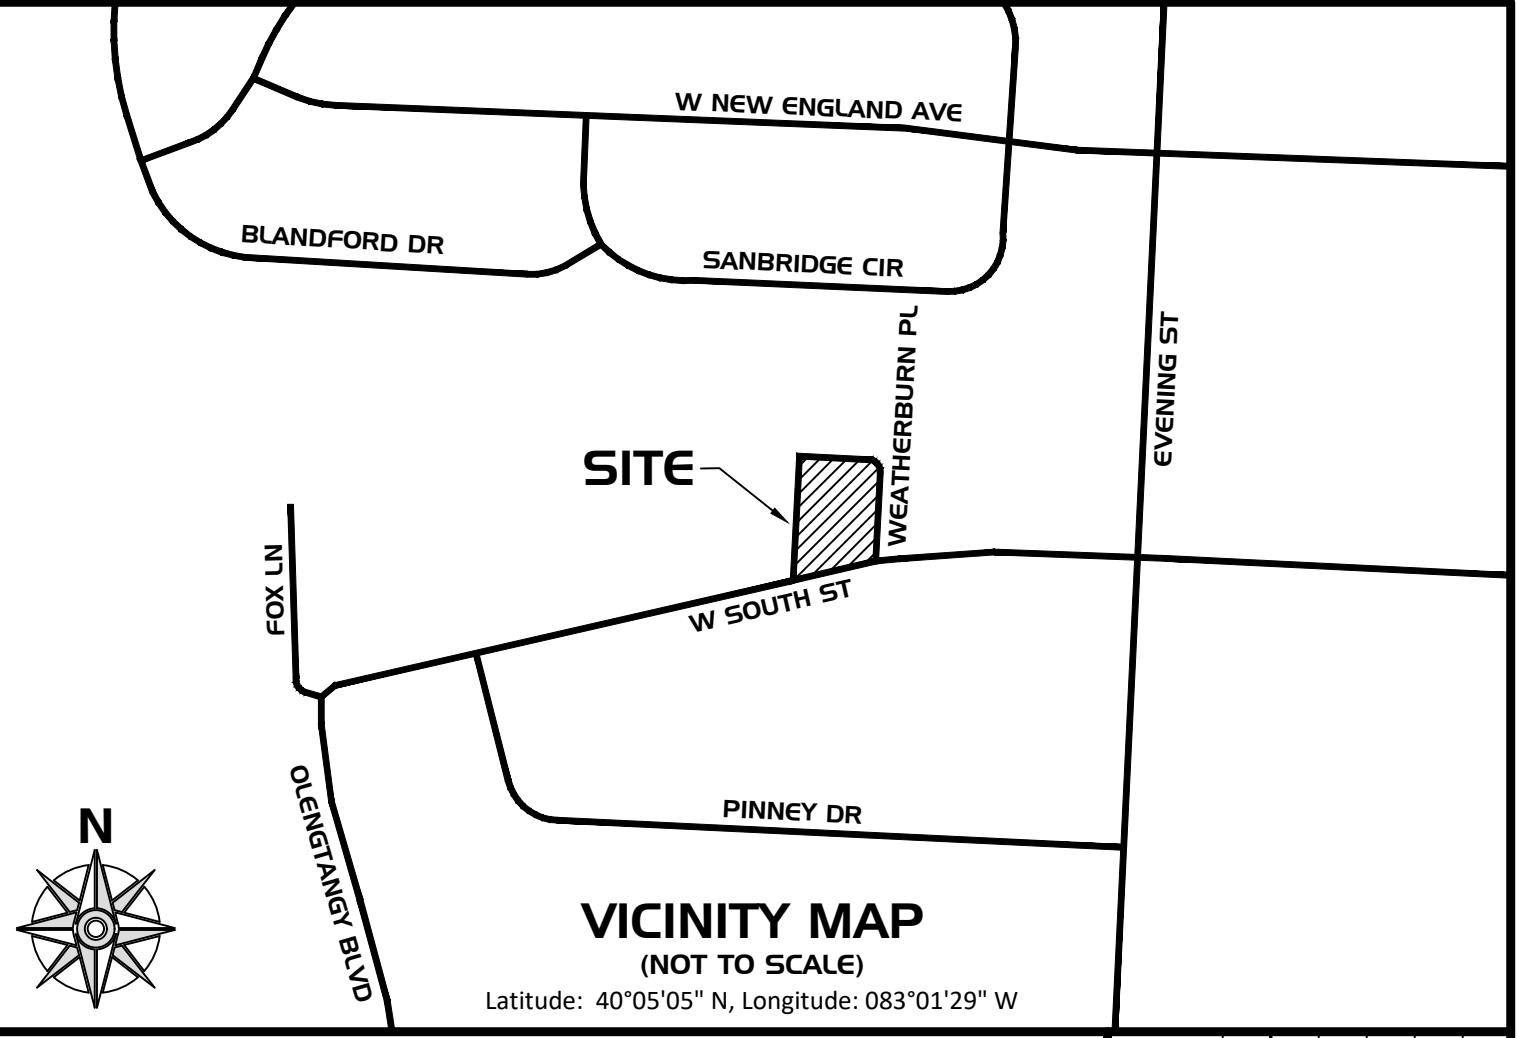 W NEW ENGLAND AVE
BLANDFORD DR
SANBRIDGE CIR
WEATHERBURN PL
EVENING ST
SITE
FOX LN
W SOUTH ST
OLENGTANGY BLVD
PINNEY DR
N
VICINITY MAP
(NOT TO SCALE)
Latitude: 40°05'05" N, Longitude: 083°01'29" W